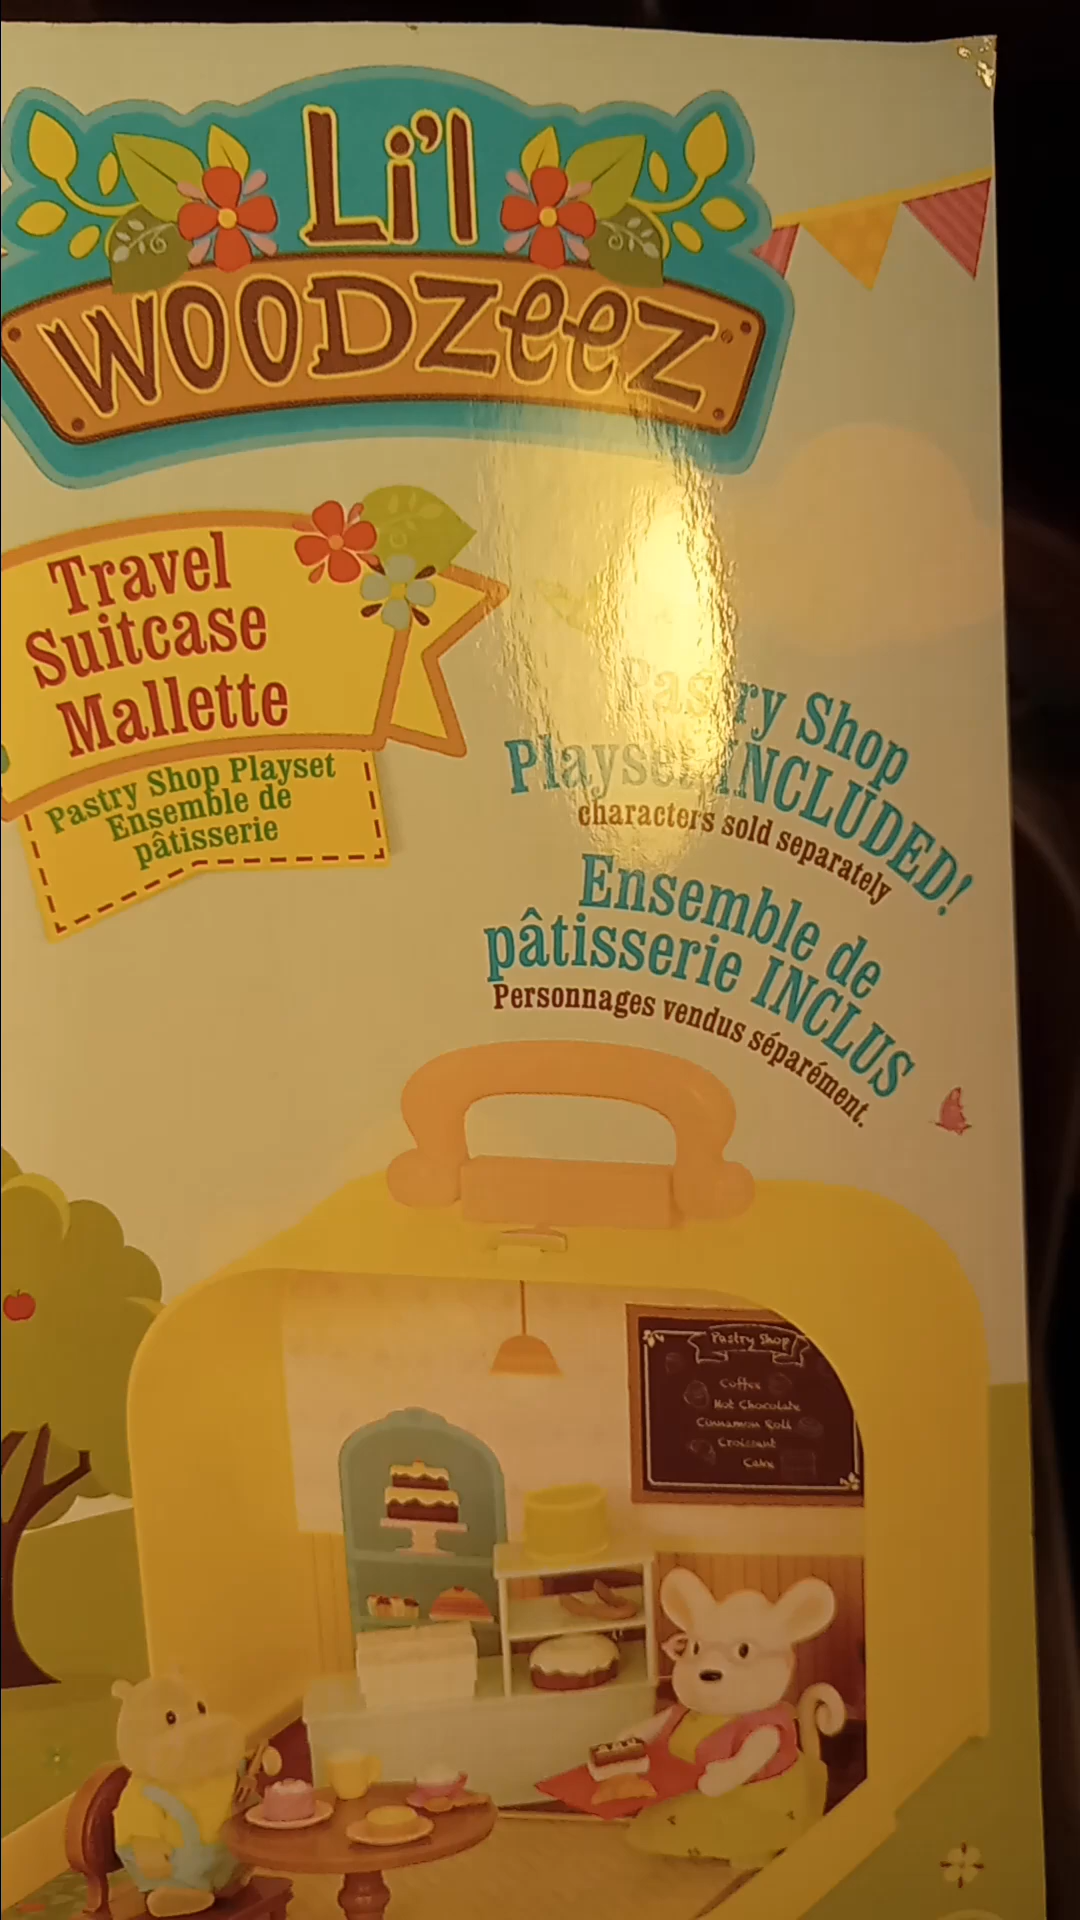 Li'l
WOODZEEZ
Travel
Suitcase
Mallette
Pastry Shop Playset
Ensemble de
pâtisserie
Pastry Shop
Playset INCLUDED!
characters sold separately
Ensemble de
pâtisserie INCLUS
Personnages vendus séparément.
Pastry Shop
Coffee
Hot Chocolate
Cinnamon Roll
Croissant
Cake